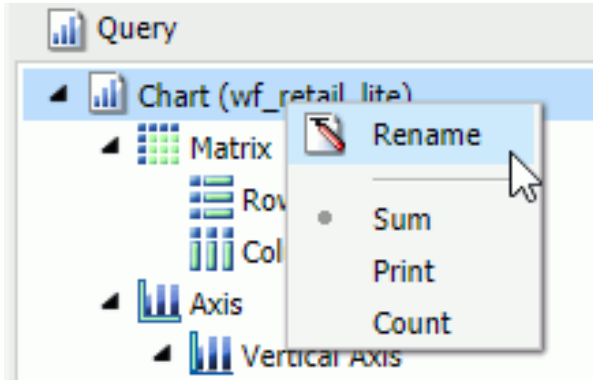 Query
Chart (wf_retail_lite)
Matrix
Rename
Sum
Print
Axis
Count
Vertical Axis